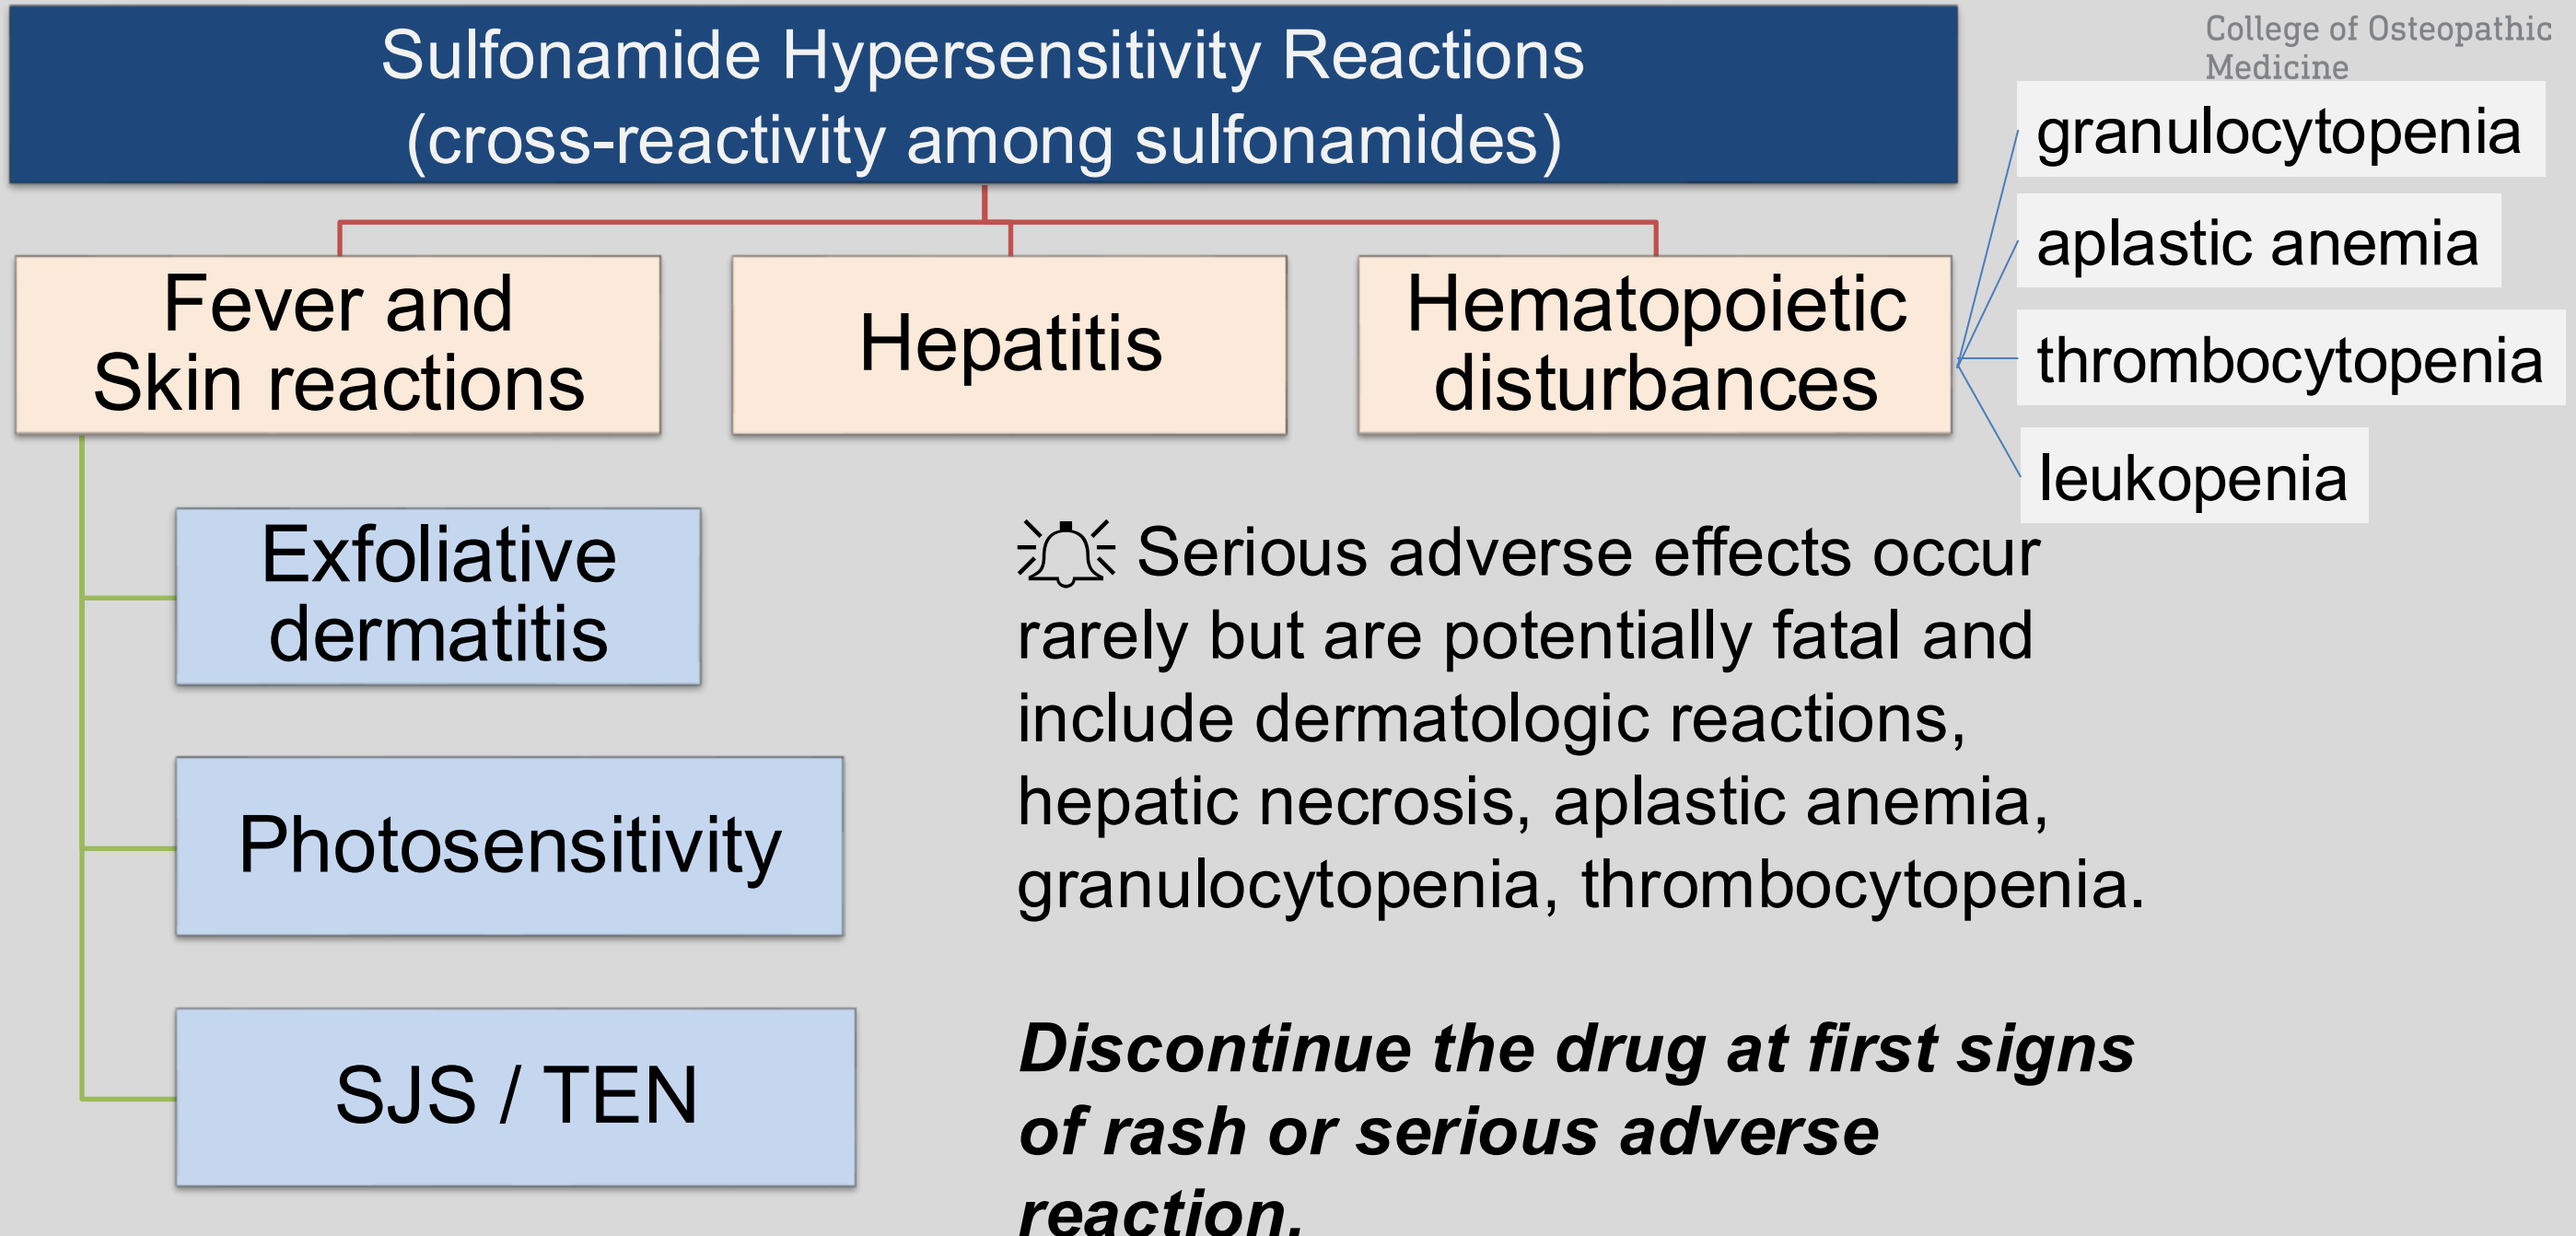 Sulfonamide Hypersensitivity Reactions
(cross-reactivity among sulfonamides)
College of Osteopathic
Medicine
granulocytopenia
aplastic anemia
thrombocytopenia
leukopenia
Fever and
Skin reactions
Hepatitis
Hematopoietic
disturbances
Exfoliative
dermatitis
Photosensitivity
SJS / TEN
Serious adverse effects occur
rarely but are potentially fatal and
include dermatologic reactions,
hepatic necrosis, aplastic anemia,
granulocytopenia, thrombocytopenia.
Discontinue the drug at first signs
of rash or serious adverse
reaction.